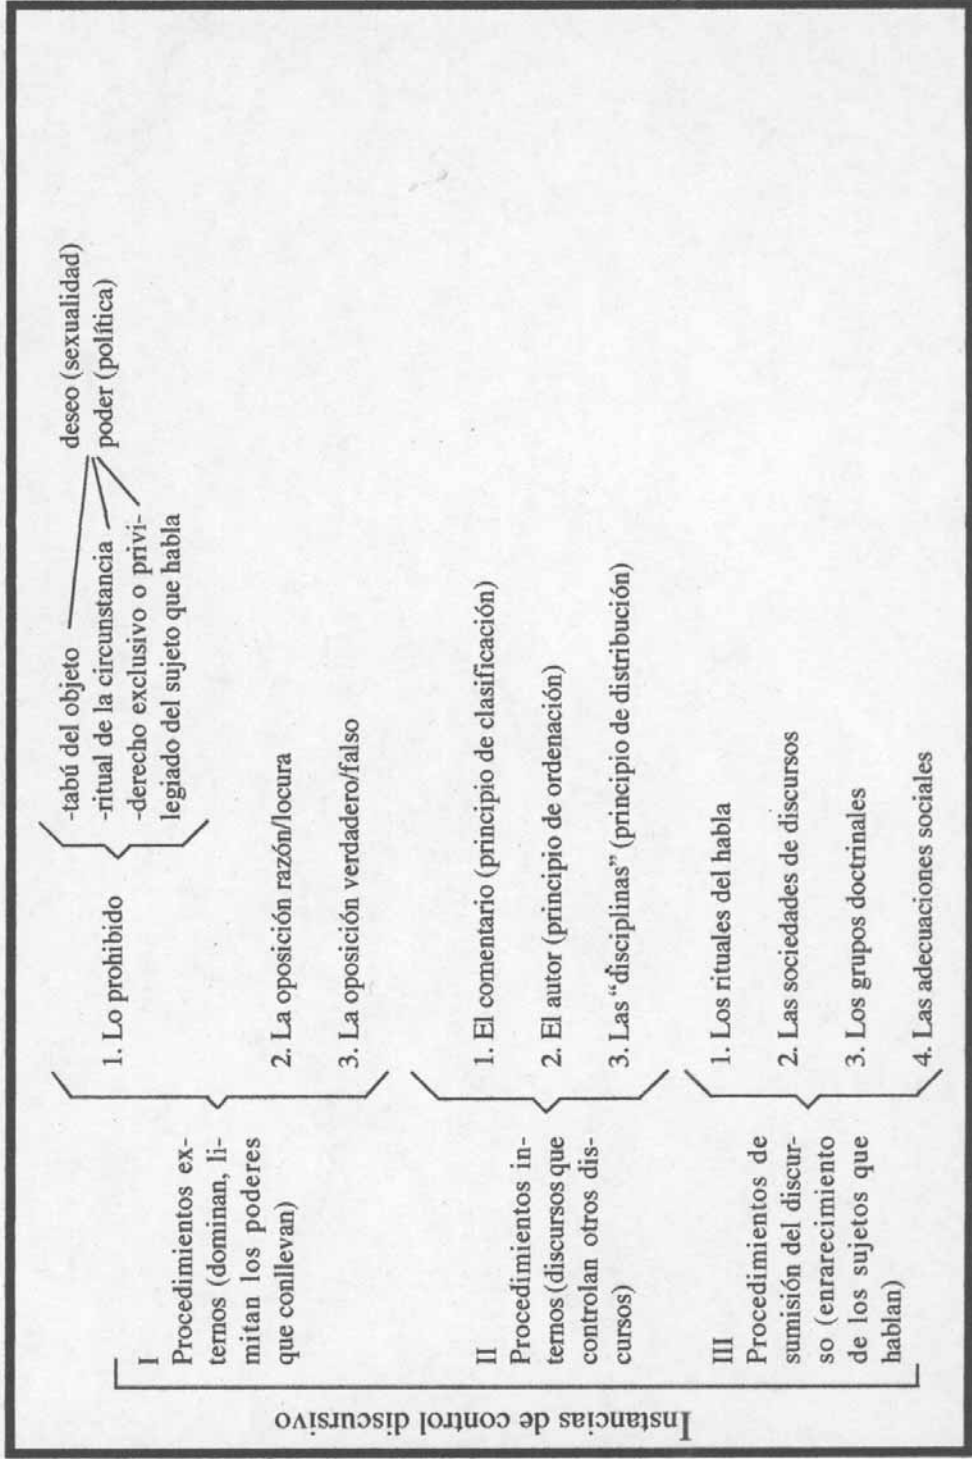 Instancias de control discursivo
I
Procedimientos ex-
ternos (dominan, li-
mitan los poderes
que conllevan)
1. Lo prohibido
-tabú del objeto
-ritual de la circunstancia
-derecho exclusivo o privi-
legiado del sujeto que habla
deseo (sexualidad)
poder (política)
2. La oposición razón/locura
3. La oposición verdadero/falso
II
Procedimientos in-
ternos (discursos que
controlan otros dis-
cursos)
1. El comentario (principio de clasificación)
2. El autor (principio de ordenación)
3. Las “disciplinas” (principio de distribución)
III
Procedimientos de
sumisión del discur-
so (enrarecimiento
de los sujetos que
hablan)
1. Los rituales del habla
2. Las sociedades de discursos
3. Los grupos doctrinales
4. Las adecuaciones sociales